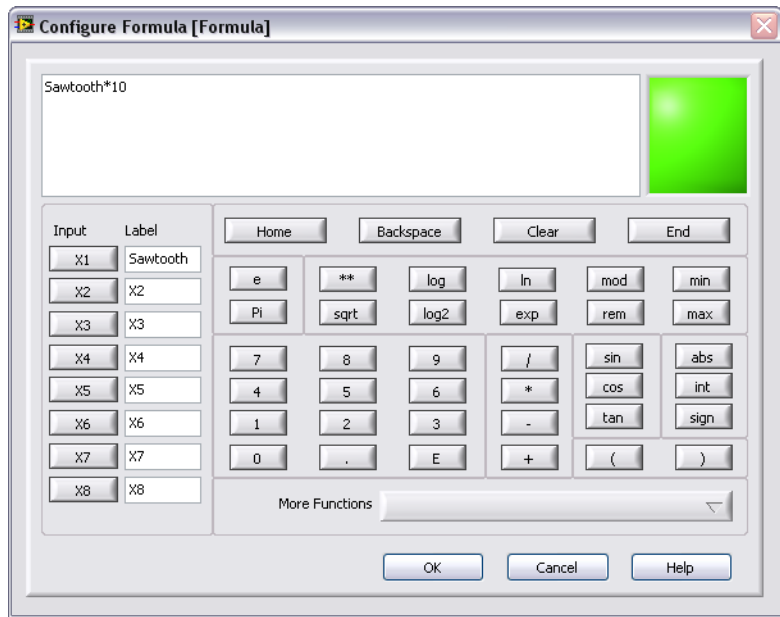 Configure Formula [Formula]
Sawtooth*10
Input Label Home Backspace Clear End
X1 Sawtooth
e ** log ln mod min
X2 X2
Pi sqrt log2 exp rem max
X3 X3
X4 X4 7 8 9 / sin abs
X5 X5 4 5 6 * cos int
X6 X6 1 2 3 - tan sign
X7 X7 0 . E + ( )
X8 X8
More Functions
OK Cancel Help